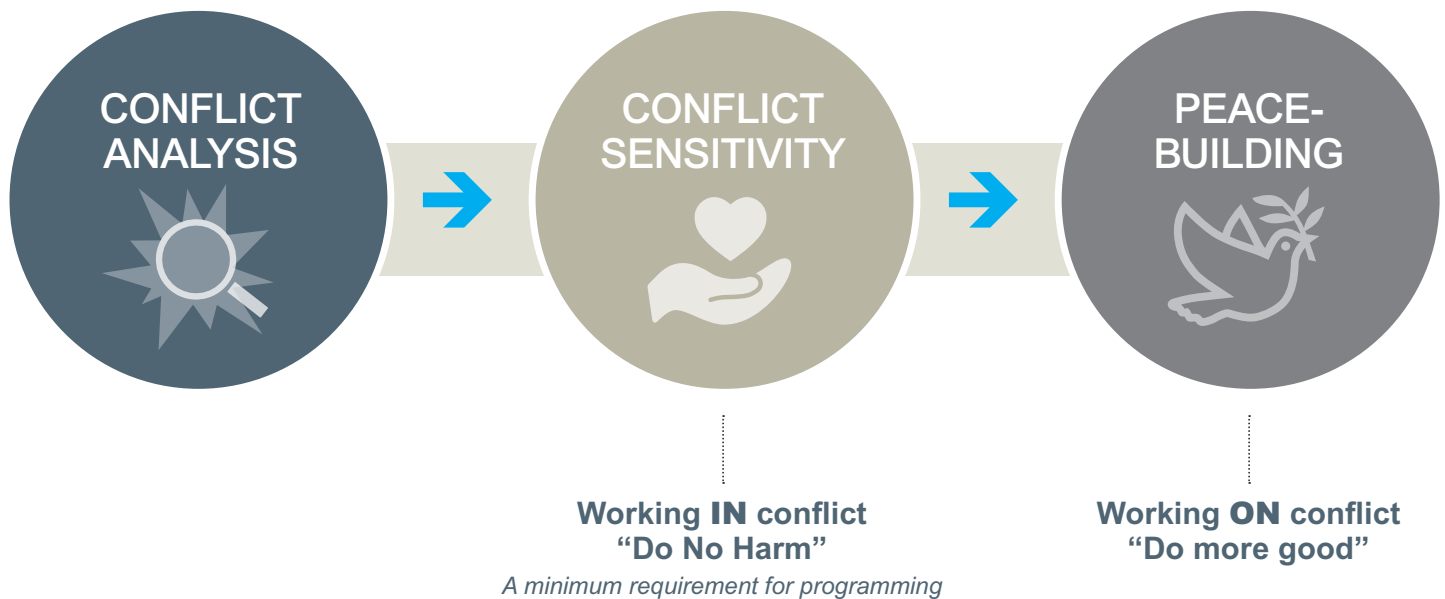 CONFLICT
ANALYSIS
CONFLICT
SENSITIVITY
PEACE-
BUILDING
Working IN conflict
“Do No Harm”
A minimum requirement for programming
Working ON conflict
“Do more good”